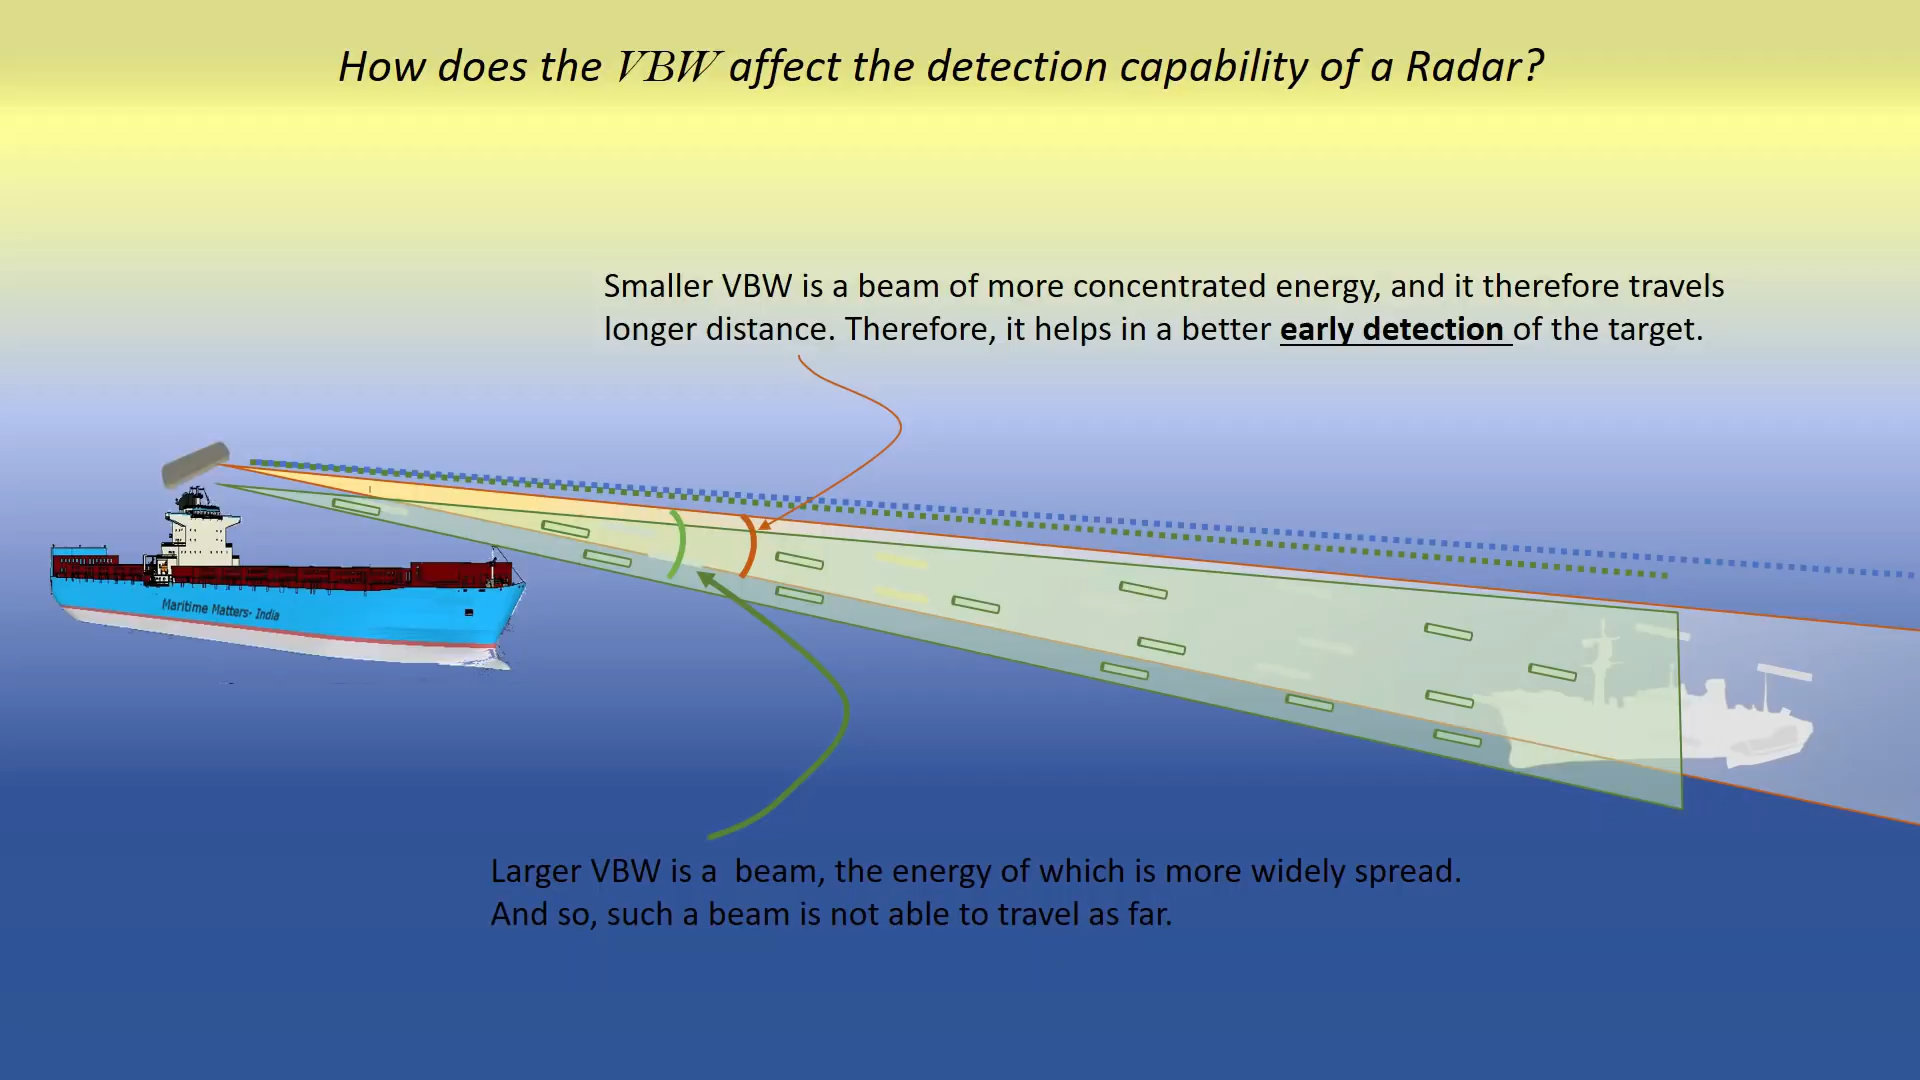 How does the VBW affect the detection capability of a Radar?
Smaller VBW is a beam of more concentrated energy, and it therefore travels
longer distance. Therefore, it helps in a better early detection of the target.
Maritime Matters- India
Larger VBW is a  beam, the energy of which is more widely spread.
And so, such a beam is not able to travel as far.